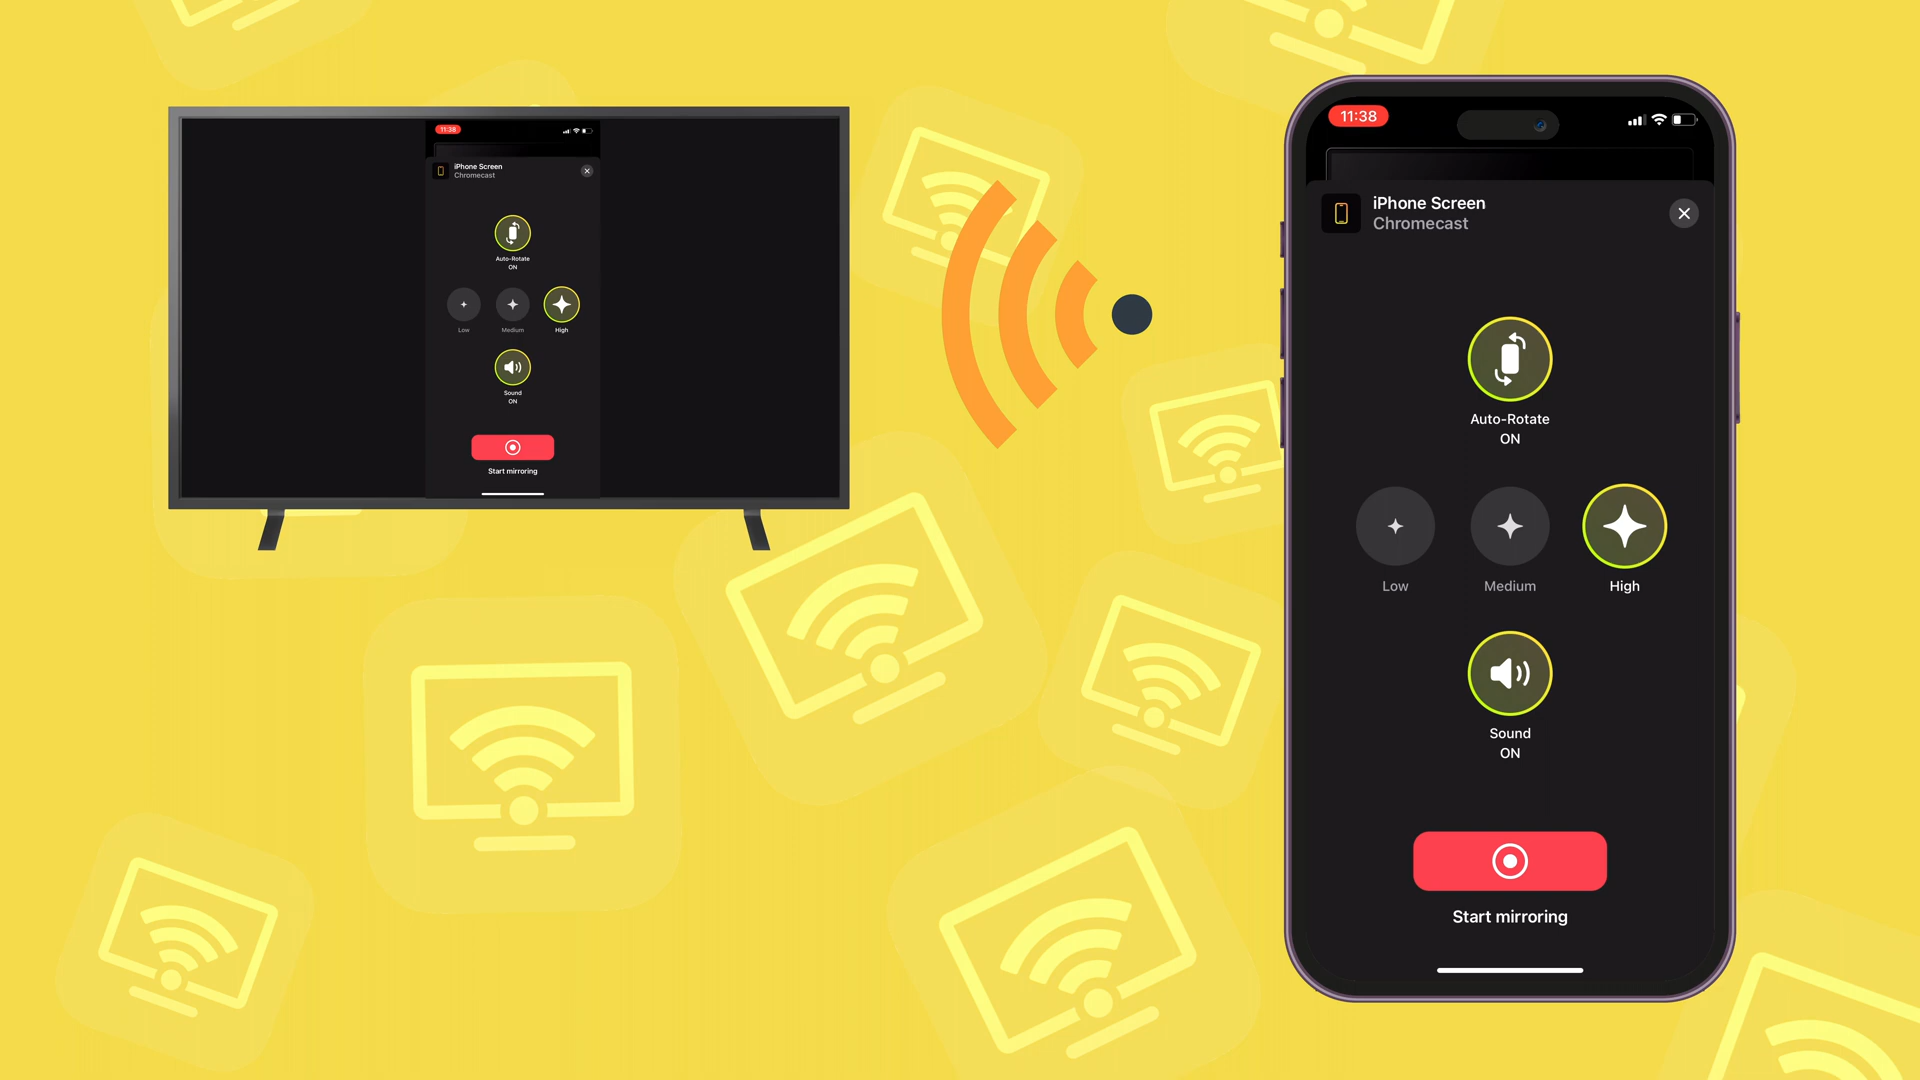 11:38
iPhone Screen
Chromecast
Auto-Rotate
ON
Low Medium High
Sound
ON
Start mirroring
11:38
iPhone Screen
Chromecast
Auto-Rotate
ON
Low Medium High
Sound
ON
Start mirroring